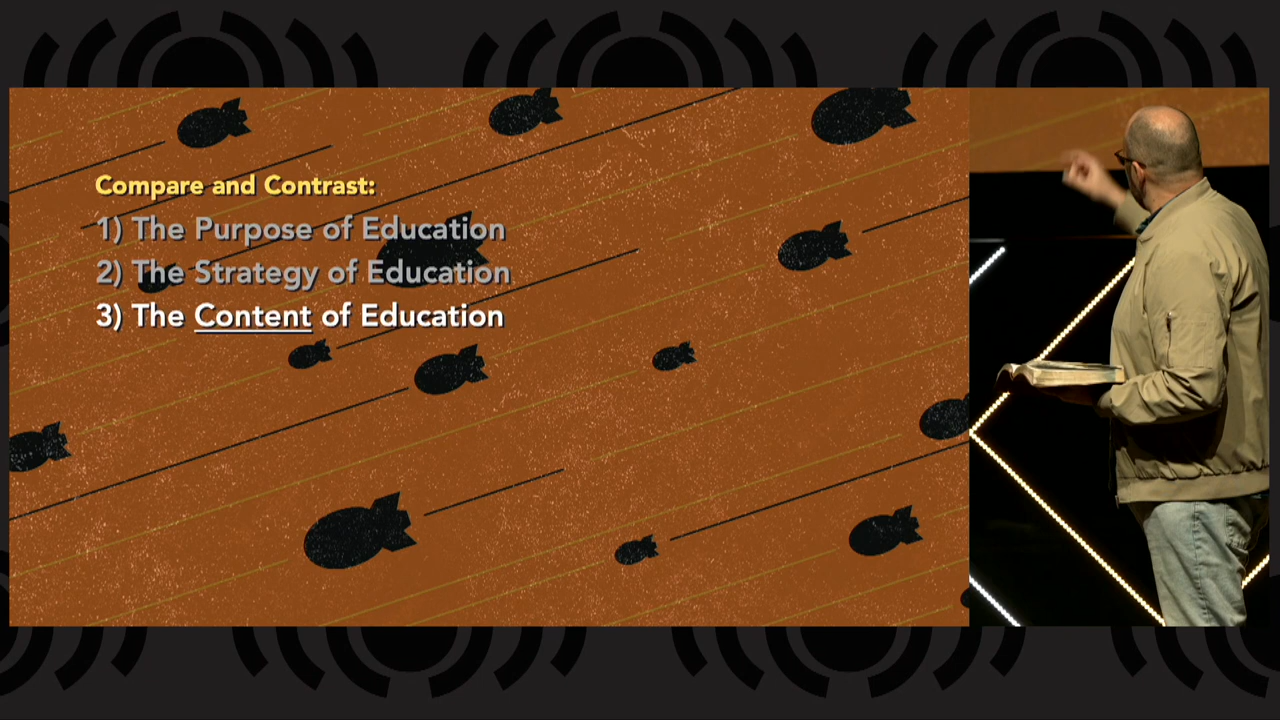 Compare and Contrast:
1) The Purpose of Education
2) The Strategy of Education
3) The Content of Education